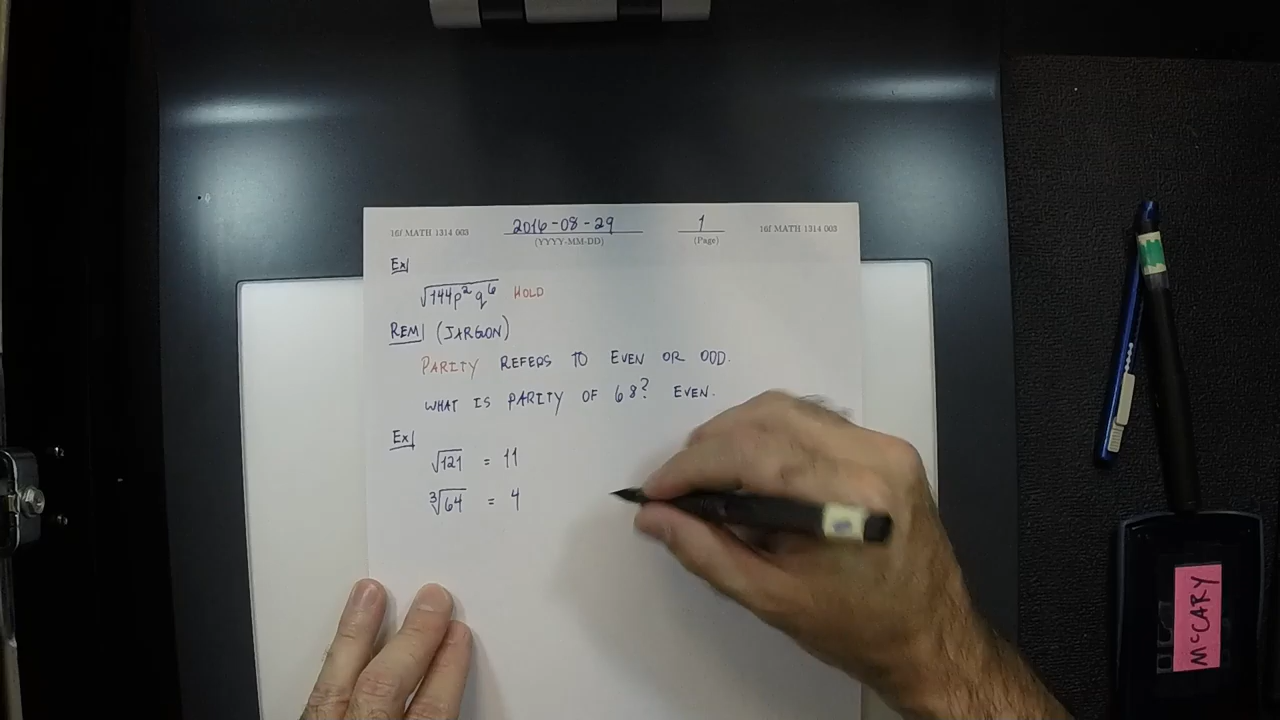 16f MATH 1314 003 2016-08-29 1 16f MATH 1314 003
(YYYY-MM-DD) (Page)
Ex
√744p²q⁶ HOLD
REM (JARGON)
PARITY REFERS TO EVEN OR ODD.
WHAT IS PARITY OF 68? EVEN.
Ex
√121 = 11
³√64 = 4
McCARY